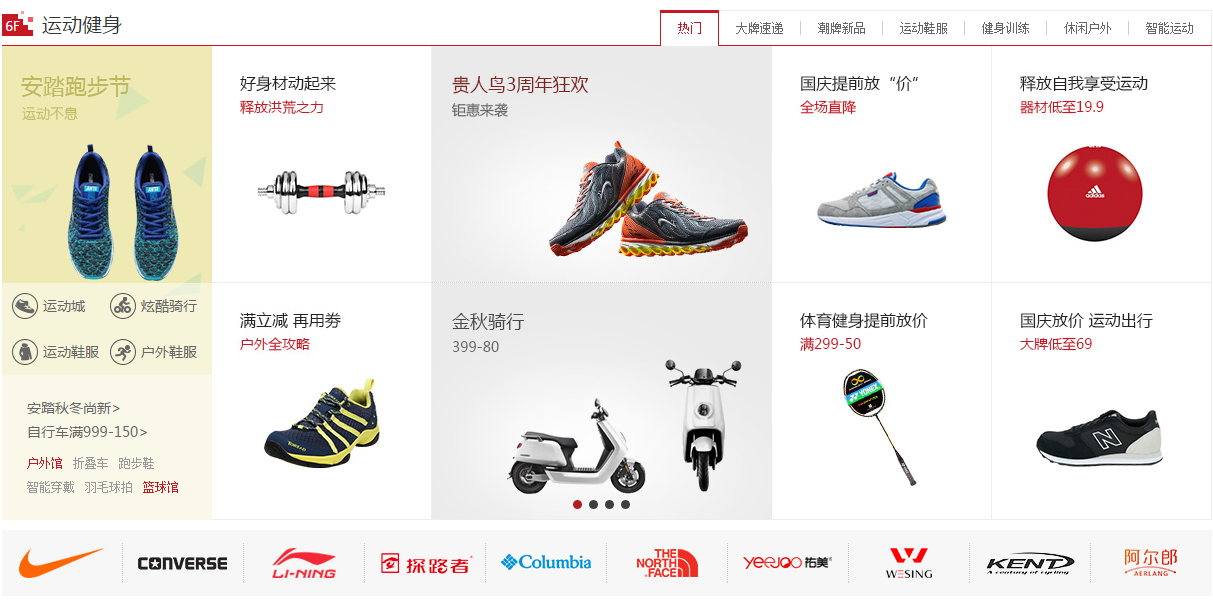 6F 运动健身
热门 大牌速递 潮牌新品 运动鞋服 健身训练 休闲户外 智能运动
安踏跑步节
运动不息
ANTA ANTA
运动城 炫酷骑行
运动鞋服 户外鞋服
安踏秋冬尚新>
自行车满999-150>
户外馆 折叠车 跑步鞋
智能穿戴 羽毛球拍 篮球馆
好身材动起来
释放洪荒之力
贵人鸟3周年狂欢
钜惠来袭
国庆提前放“价”
全场直降
释放自我享受运动
器材低至19.9
adidas
满立减 再用劵
户外全攻略
金秋骑行
399-80
体育健身提前放价
满299-50
YONEX
国庆放价 运动出行
大牌低至69
N
CONVERSE
LI-NING
探路者
Columbia
THE
NORTH
FACE
YEEJOO 佑美
WESING
KENT
A century of cycling
阿尔郎
AERLANG